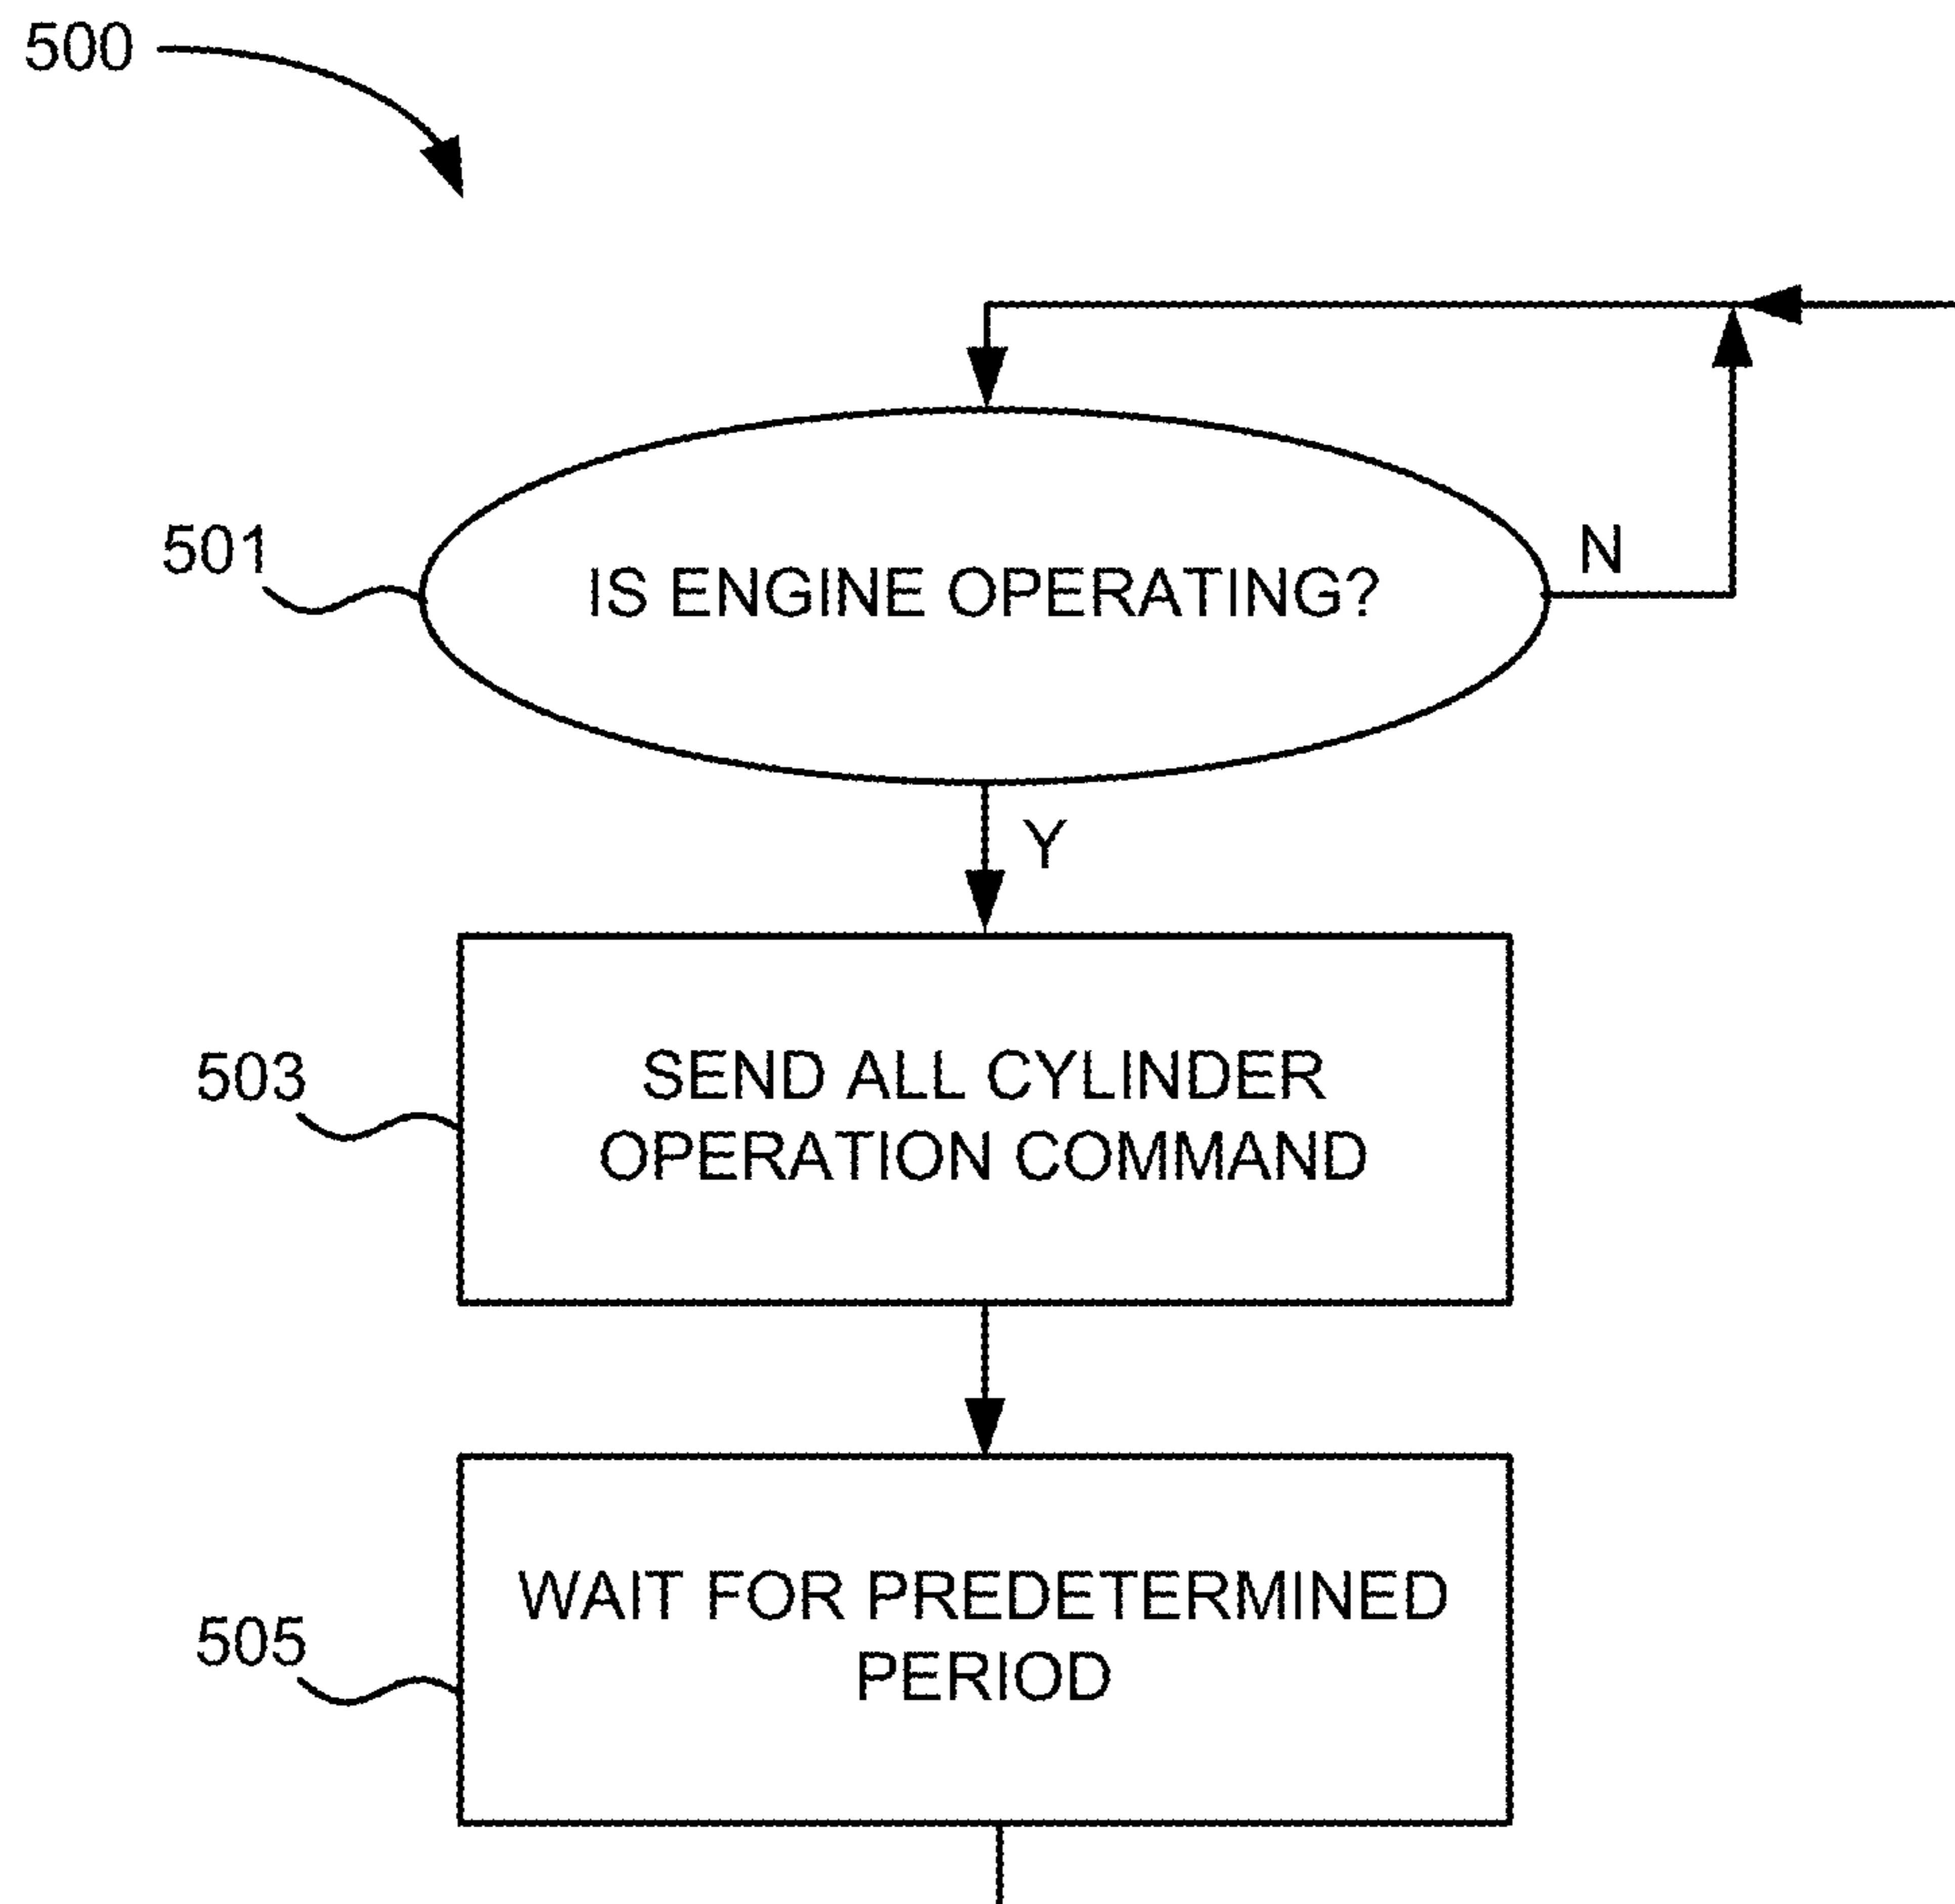 500
501
IS ENGINE OPERATING?
N
Y
503
SEND ALL CYLINDER
OPERATION COMMAND
505
WAIT FOR PREDETERMINED
PERIOD